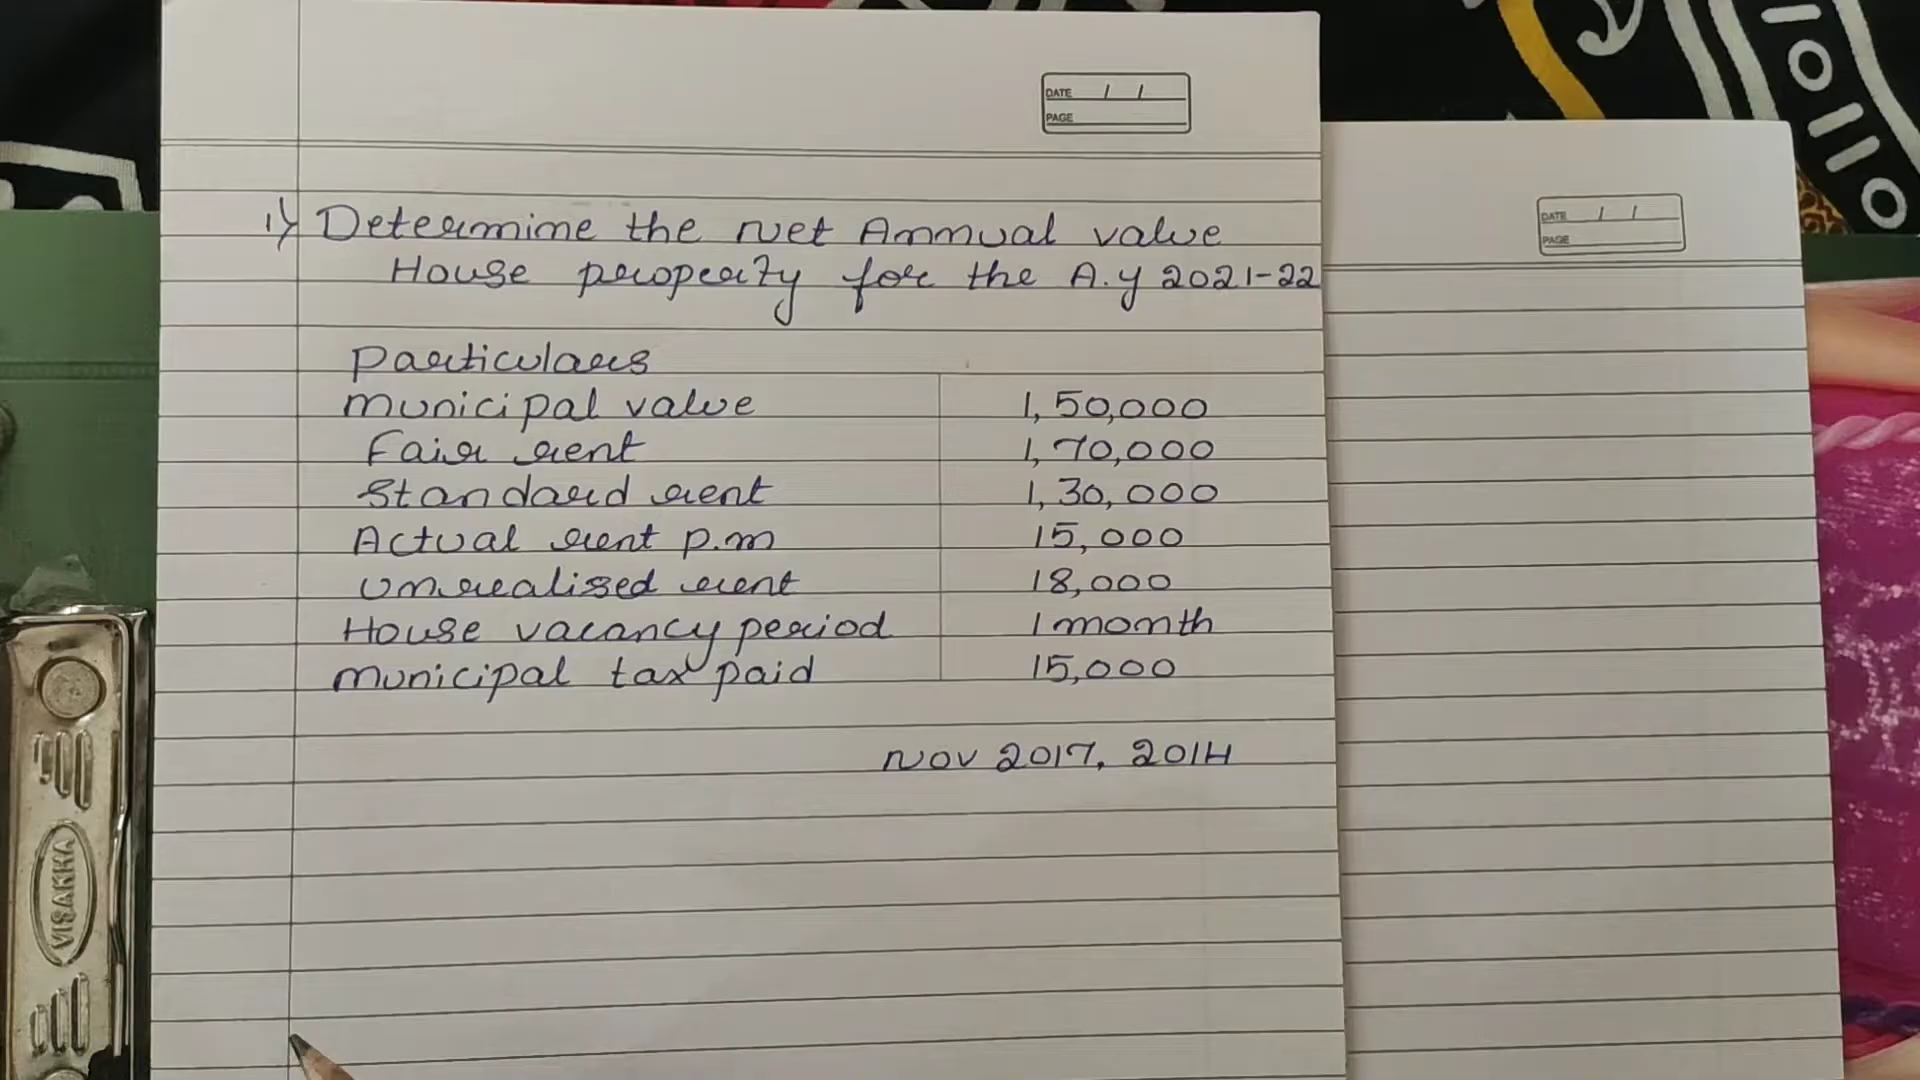 DATE / /
PAGE
DATE / /
PAGE
1) Determine the Net Annual value
House property for the A.y 2021-22
Particulars
municipal value 1,50,000
Fair rent 1,70,000
Standard rent 1,30,000
Actual rent p.m 15,000
unrealised rent 18,000
House vacancy period 1 month
municipal tax paid 15,000
Nov 2017, 2014
VISAKKA